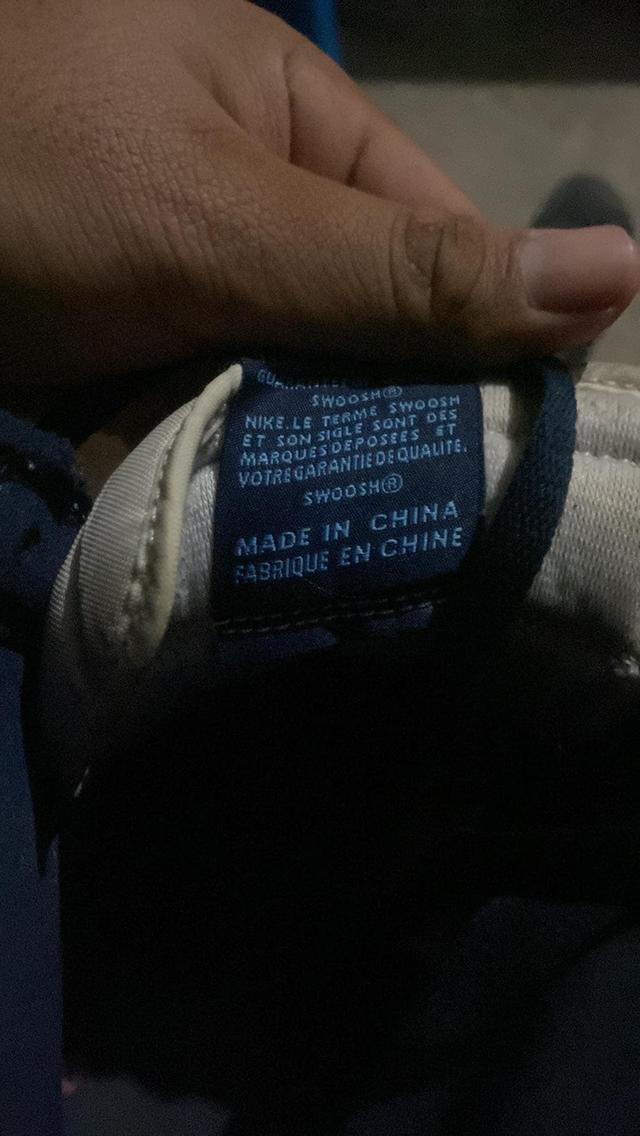 SWOOSH®
NIKE. LE TERME SWOOSH
ET SON SIGLE SONT DES
MARQUES DEPOSEES ET
VOTRE GARANTIE DE QUALITE.
SWOOSH®
MADE IN CHINA
FABRIQUE EN CHINE